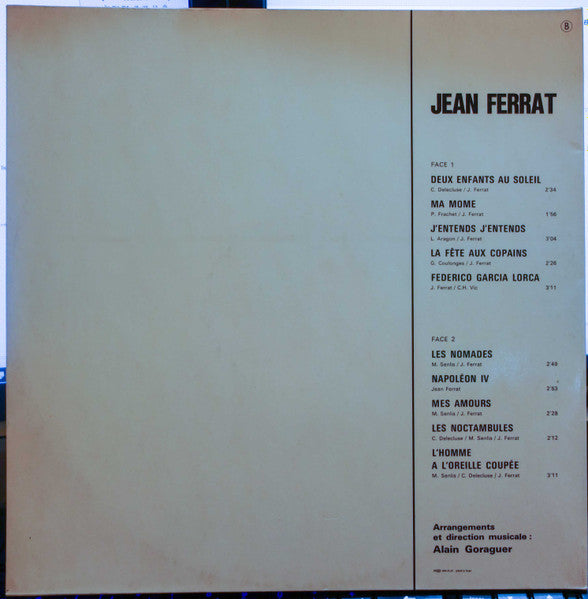 B
JEAN FERRAT
FACE 1
DEUX ENFANTS AU SOLEIL
C. Delecluse / J. Ferrat 2'34
MA MOME
P. Frachet / J. Ferrat 1'56
J'ENTENDS J'ENTENDS
L. Aragon / J. Ferrat 3'04
LA FÊTE AUX COPAINS
G. Coulonges / J. Ferrat 2'26
FEDERICO GARCIA LORCA
J. Ferrat / C.H. Vic 3'11
FACE 2
LES NOMADES
M. Senlis / J. Ferrat 2'49
NAPOLÉON IV
Jean Ferrat 2'53
MES AMOURS
M. Senlis / J. Ferrat 2'28
LES NOCTAMBULES
C. Delecluse / M. Senlis / J. Ferrat 2'12
L'HOMME
A L'OREILLE COUPÉE
M. Senlis / C. Delecluse / J. Ferrat 3'11
Arrangements
et direction musicale :
Alain Goraguer